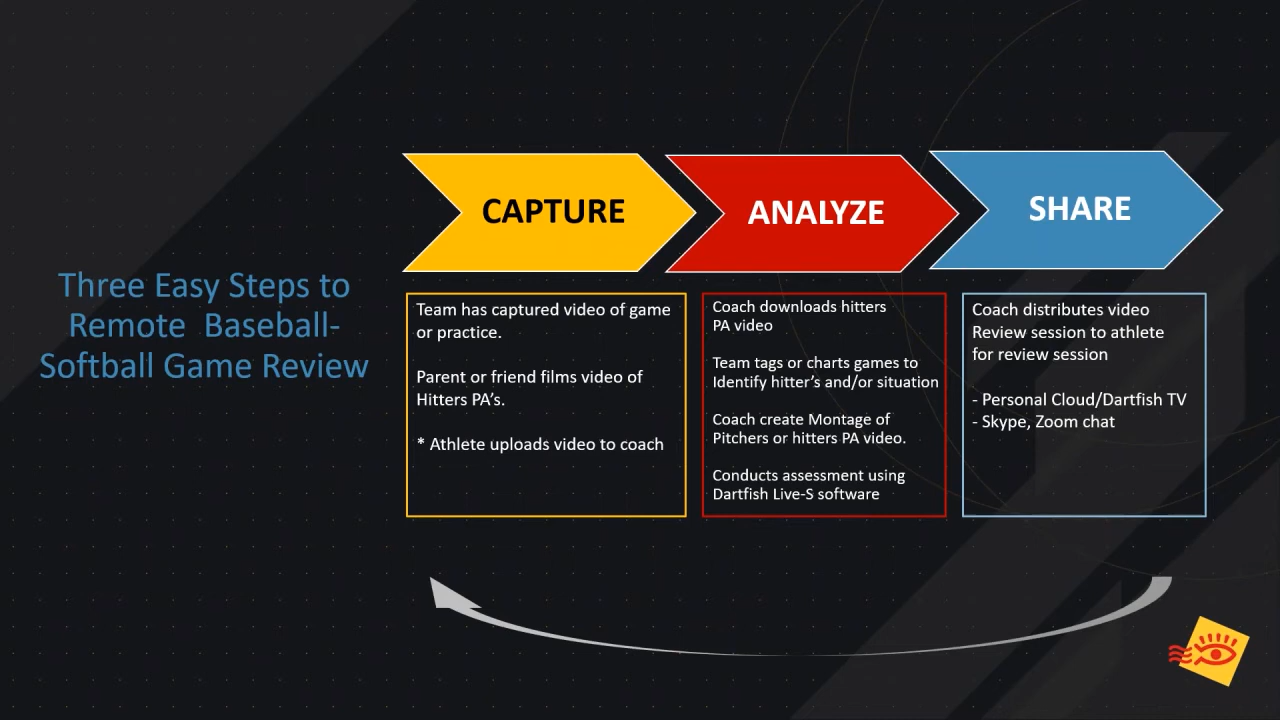 Three Easy Steps to
Remote  Baseball-
Softball Game Review
CAPTURE
Team has captured video of game
or practice.
Parent or friend films video of
Hitters PA's.
* Athlete uploads video to coach
ANALYZE
Coach downloads hitters
PA video
Team tags or charts games to
Identify hitter's and/or situation
Coach create Montage of
Pitchers or hitters PA video.
Conducts assessment using
Dartfish Live-S software
SHARE
Coach distributes video
Review session to athlete
for review session
- Personal Cloud/Dartfish TV
- Skype, Zoom chat